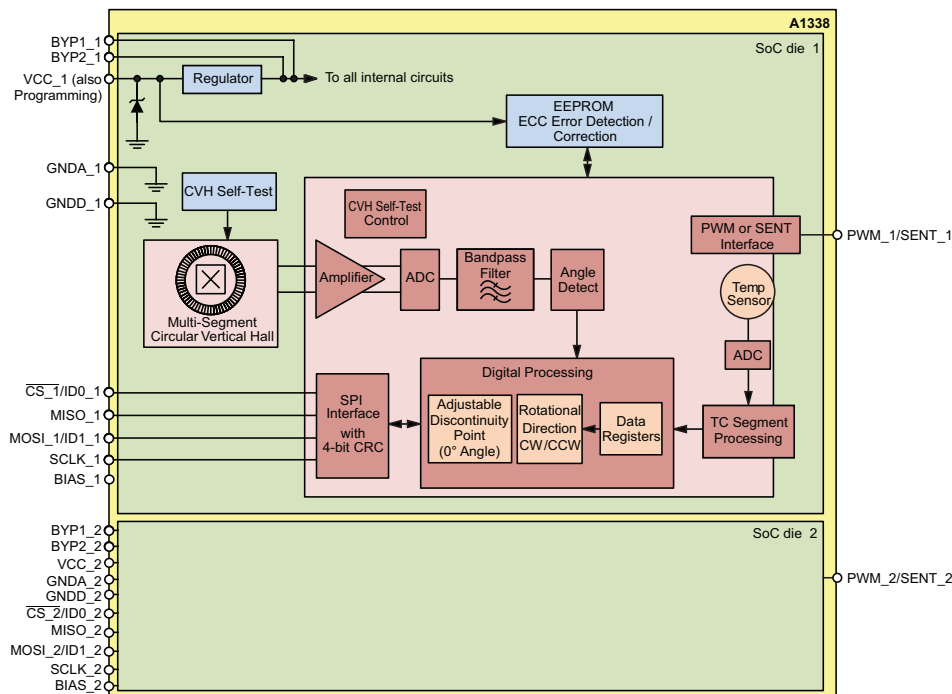 A1338
SoC die 1
BYP1_1
BYP2_1
VCC_1 (also
Programming)
Regulator
To all internal circuits
EEPROM
ECC Error Detection /
Correction
GNDA_1
GNDD_1
CVH Self-Test
CVH Self-Test
Control
PWM or SENT
Interface
PWM_1/SENT_1
Multi-Segment
Circular Vertical Hall
Amplifier
ADC
Bandpass
Filter
Angle
Detect
Temp
Sensor
ADC
CS_1/ID0_1
MISO_1
MOSI_1/ID1_1
SCLK_1
BIAS_1
SPI
Interface
with
4-bit CRC
Digital Processing
Adjustable
Discontinuity
Point
(0° Angle)
Rotational
Direction
CW/CCW
Data
Registers
TC Segment
Processing
SoC die 2
BYP1_2
BYP2_2
VCC_2
GNDA_2
GNDD_2
CS_2/ID0_2
MISO_2
MOSI_2/ID1_2
SCLK_2
BIAS_2
PWM_2/SENT_2